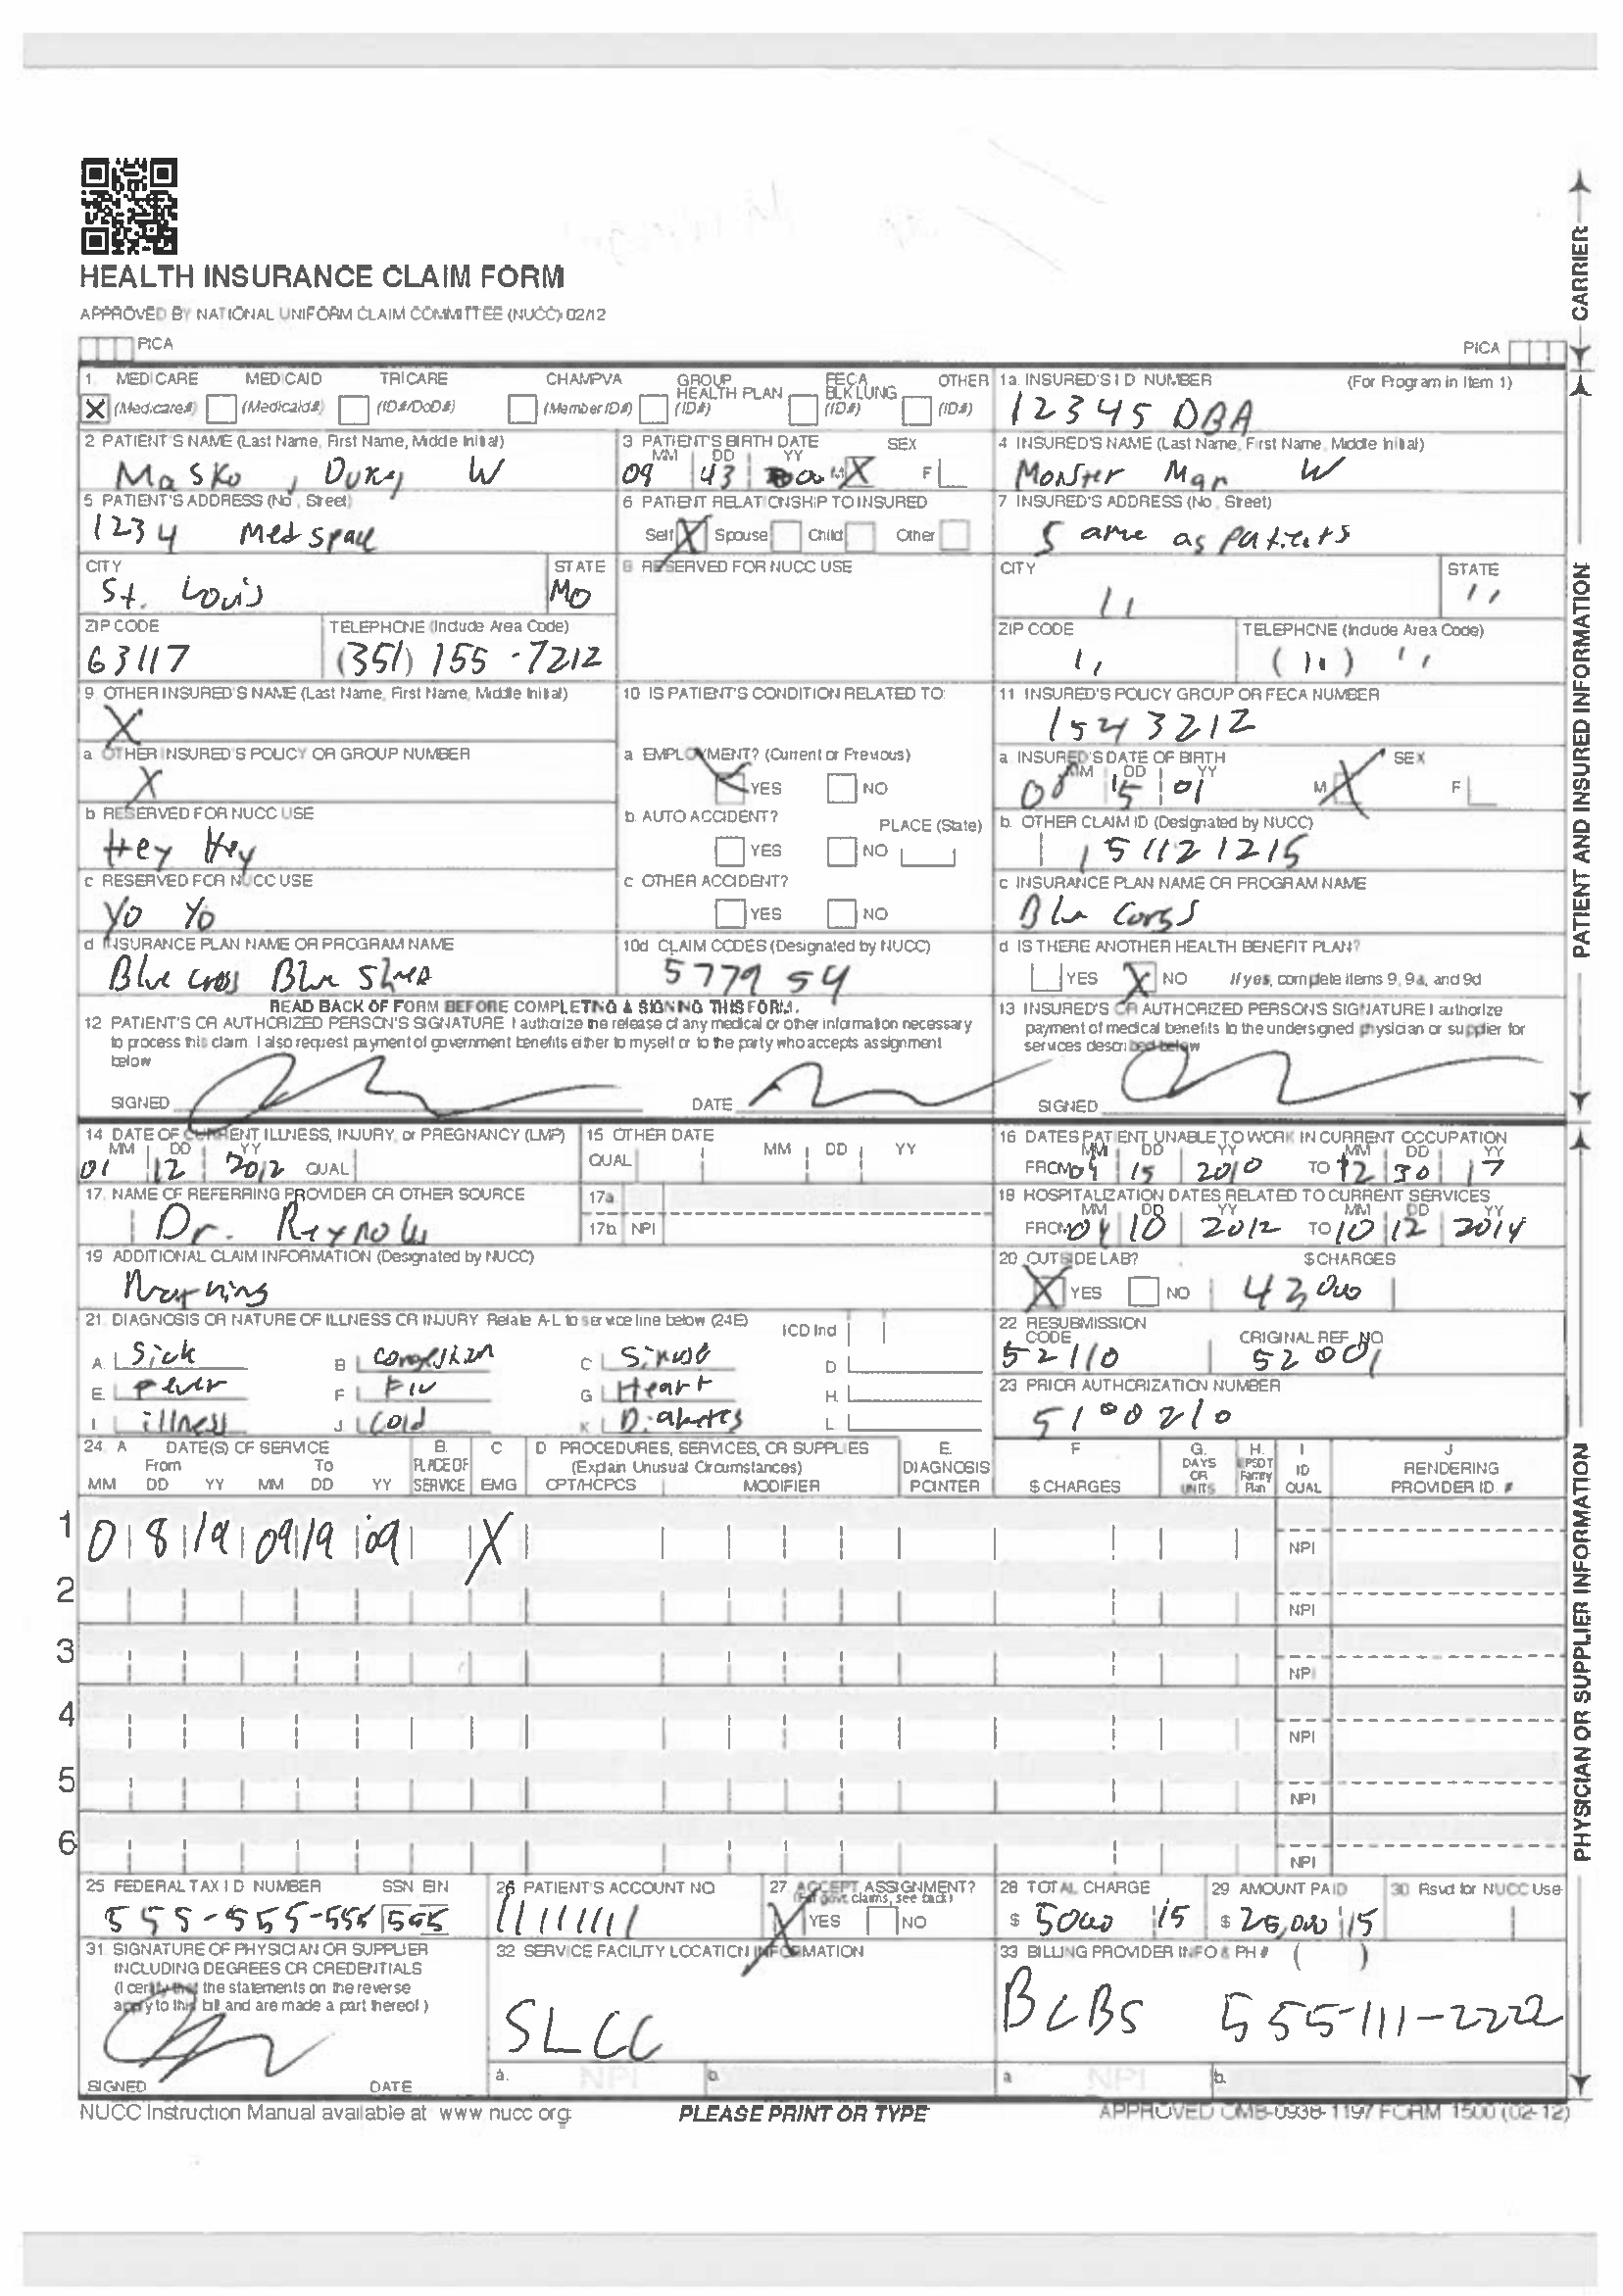 HEALTH INSURANCE CLAIM FORM
APPROVED BY NATIONAL UNIFORM CLAIM COMMITTEE (NUCC) 02/12
PICA PICA
1. MEDICARE MEDICAID TRICARE CHAMPVA GROUP HEALTH PLAN FECA BLK LUNG OTHER
X (Medicare#) (Medicaid#) (ID#/DoD#) (Member ID#) (ID#) (ID#) (ID#)
1a. INSURED'S I D NUMBER (For Program in Item 1)
12345 DBA
2 PATIENT'S NAME (Last Name, First Name, Middle Initial)
Masko, W
3 PATIENT'S BIRTH DATE SEX
MM DD YY
09 43 M X F
4 INSURED'S NAME (Last Name, First Name, Middle Initial)
Monster Man W
5 PATIENT'S ADDRESS (No, Street)
1234 Medspace
6 PATIENT RELATIONSHIP TO INSURED
Self X Spouse Child Other
7 INSURED'S ADDRESS (No, Street)
Same as patients
CITY STATE
St. Louis MO
8 RESERVED FOR NUCC USE
CITY STATE
" "
ZIP CODE TELEPHONE (Include Area Code)
63117 (351) 155-7212
ZIP CODE TELEPHONE (Include Area Code)
" (") "
9 OTHER INSURED'S NAME (Last Name, First Name, Middle Initial)
X
10 IS PATIENT'S CONDITION RELATED TO:
11 INSURED'S POLICY GROUP OR FECA NUMBER
1543212
a OTHER INSURED'S POLICY OR GROUP NUMBER
X
a EMPLOYMENT? (Current or Previous)
YES NO
a. INSURED'S DATE OF BIRTH SEX
MM DD YY
08 15 01 M X F
b RESERVED FOR NUCC USE
Hey Hey
b. AUTO ACCIDENT? PLACE (State)
YES NO
b. OTHER CLAIM ID (Designated by NUCC)
151121215
c RESERVED FOR NUCC USE
Yo Yo
c OTHER ACCIDENT?
YES NO
c INSURANCE PLAN NAME OR PROGRAM NAME
d INSURANCE PLAN NAME OR PROGRAM NAME
Blue Cross Blue
10d CLAIM CODES (Designated by NUCC)
577954
d IS THERE ANOTHER HEALTH BENEFIT PLAN?
YES X NO If yes, complete items 9, 9a, and 9d
READ BACK OF FORM BEFORE COMPLETING & SIGNING THIS FORM.
12 PATIENT'S OR AUTHORIZED PERSON'S SIGNATURE I authorize the release of any medical or other information necessary
to process this claim. I also request payment of government benefits either to myself or to the party who accepts assignment
below
SIGNED DATE
13 INSURED'S OR AUTHORIZED PERSON'S SIGNATURE I authorize
payment of medical benefits to the undersigned physician or supplier for
services described below
SIGNED
14 DATE OF CURRENT ILLNESS, INJURY, or PREGNANCY (LMP)
MM DD YY
01 12 2012 QUAL
15 OTHER DATE
QUAL MM DD YY
16 DATES PATIENT UNABLE TO WORK IN CURRENT OCCUPATION
MM DD YY MM DD YY
FROM 04 15 2010 TO 12 30 17
17. NAME OF REFERRING PROVIDER OR OTHER SOURCE
Dr. Reynolds
17a
17b NPI
18 HOSPITALIZATION DATES RELATED TO CURRENT SERVICES
MM DD YY MM DD YY
FROM 04 10 2012 TO 10 12 2014
19 ADDITIONAL CLAIM INFORMATION (Designated by NUCC)
20 OUTSIDE LAB? $ CHARGES
X YES NO 43000
21. DIAGNOSIS OR NATURE OF ILLNESS OR INJURY Relate A-L to service line below (24E) ICD Ind
A. Sick B C D
E. Fever F Flu G Heart H.
I illness J Cold K Diabetes L
22 RESUBMISSION CODE ORIGINAL REF NO
52110 52001
23 PRIOR AUTHORIZATION NUMBER
5100210
24. A DATE(S) OF SERVICE B. C D PROCEDURES, SERVICES, OR SUPPLIES E. F G. H. I J
From To PLACE OF (Explain Unusual Circumstances) DIAGNOSIS DAYS OR UNITS EPSDT Family Plan ID RENDERING
MM DD YY MM DD YY SERVICE EMG CPT/HCPCS MODIFIER POINTER $ CHARGES QUAL PROVIDER ID. #
1 0 8 19 09 19 09 X NPI
2 NPI
3 NPI
4 NPI
5 NPI
6 NPI
25 FEDERAL TAX I D NUMBER SSN EIN
555-555-555 555
26 PATIENT'S ACCOUNT NO
11111111
27 ACCEPT ASSIGNMENT?
(For govt. claims, see back)
X YES NO
28 TOTAL CHARGE
$ 5000 15
29 AMOUNT PAID
$ 25,000 15
30 Rsvd for NUCC Use
31. SIGNATURE OF PHYSICIAN OR SUPPLIER
INCLUDING DEGREES OR CREDENTIALS
(I certify that the statements on the reverse
apply to this bill and are made a part thereof.)
SIGNED DATE
32 SERVICE FACILITY LOCATION INFORMATION
SLCC
a. NPI b.
33 BILLING PROVIDER INFO & PH # ( )
BCBS 555-111-2222
a NPI b.
NUCC Instruction Manual available at www nucc org
PLEASE PRINT OR TYPE
APPROVED OMB-0938-1197 FORM 1500 (02-12)
CARRIER
PATIENT AND INSURED INFORMATION
PHYSICIAN OR SUPPLIER INFORMATION